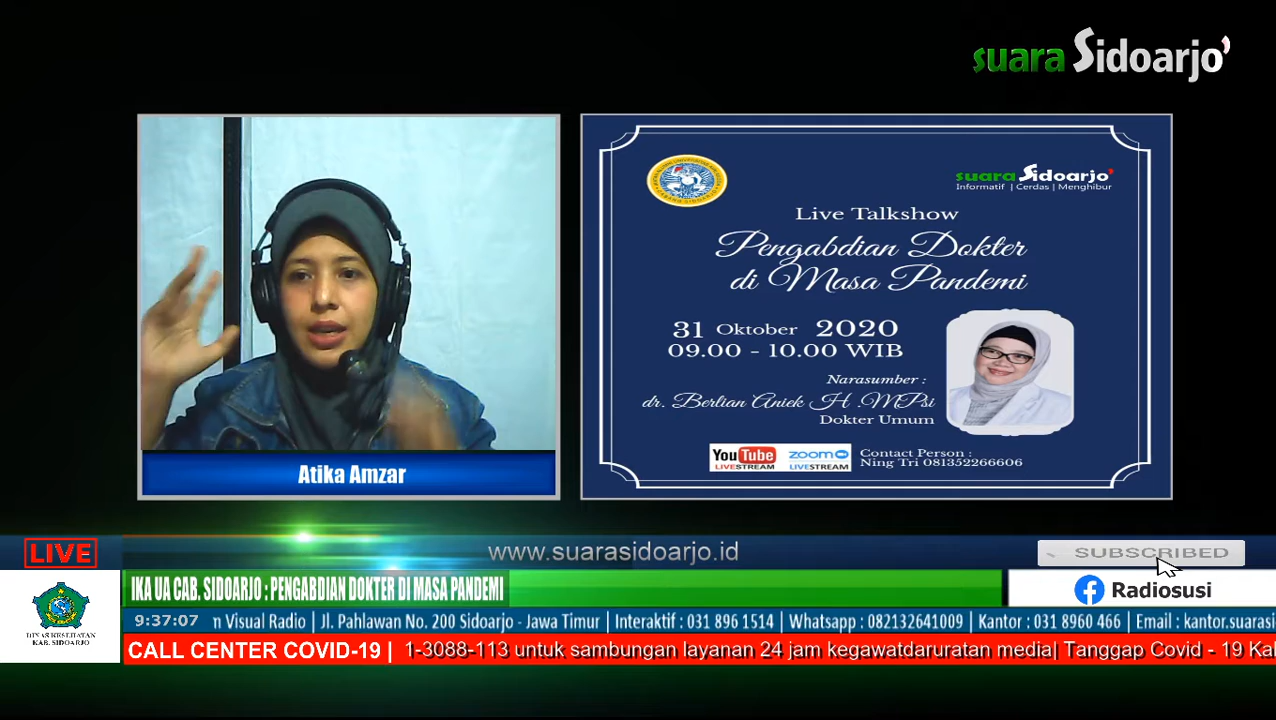 suara Sidoarjo'
suara Sidoarjo'
Informatif | Cerdas | Menghibur
Live Talkshow
Pengabdian Dokter
di Masa Pandemi
31 Oktober 2020
09.00 - 10.00 WIB
Narasumber :
dr. Berlian Aniek H .MPsi
Dokter Umum
YouTube
LIVESTREAM
zoom
LIVESTREAM
Contact Person :
Ning Tri 081352266606
Atika Amzar
LIVE
www.suarasidoarjo.id
SUBSCRIBED
IKA UA CAB. SIDOARJO : PENGABDIAN DOKTER DI MASA PANDEMI
Radiosusi
DINAS KESEHATAN
KAB. SIDOARJO
9:37:07
n Visual Radio | Jl. Pahlawan No. 200 Sidoarjo - Jawa Timur | Interaktif : 031 896 1514 | Whatsapp : 082132641009 | Kantor : 031 8960 466 | Email : kantor.suarasi
CALL CENTER COVID-19 | 1-3088-113 untuk sambungan layanan 24 jam kegawatdaruratan media| Tanggap Covid - 19 Kab